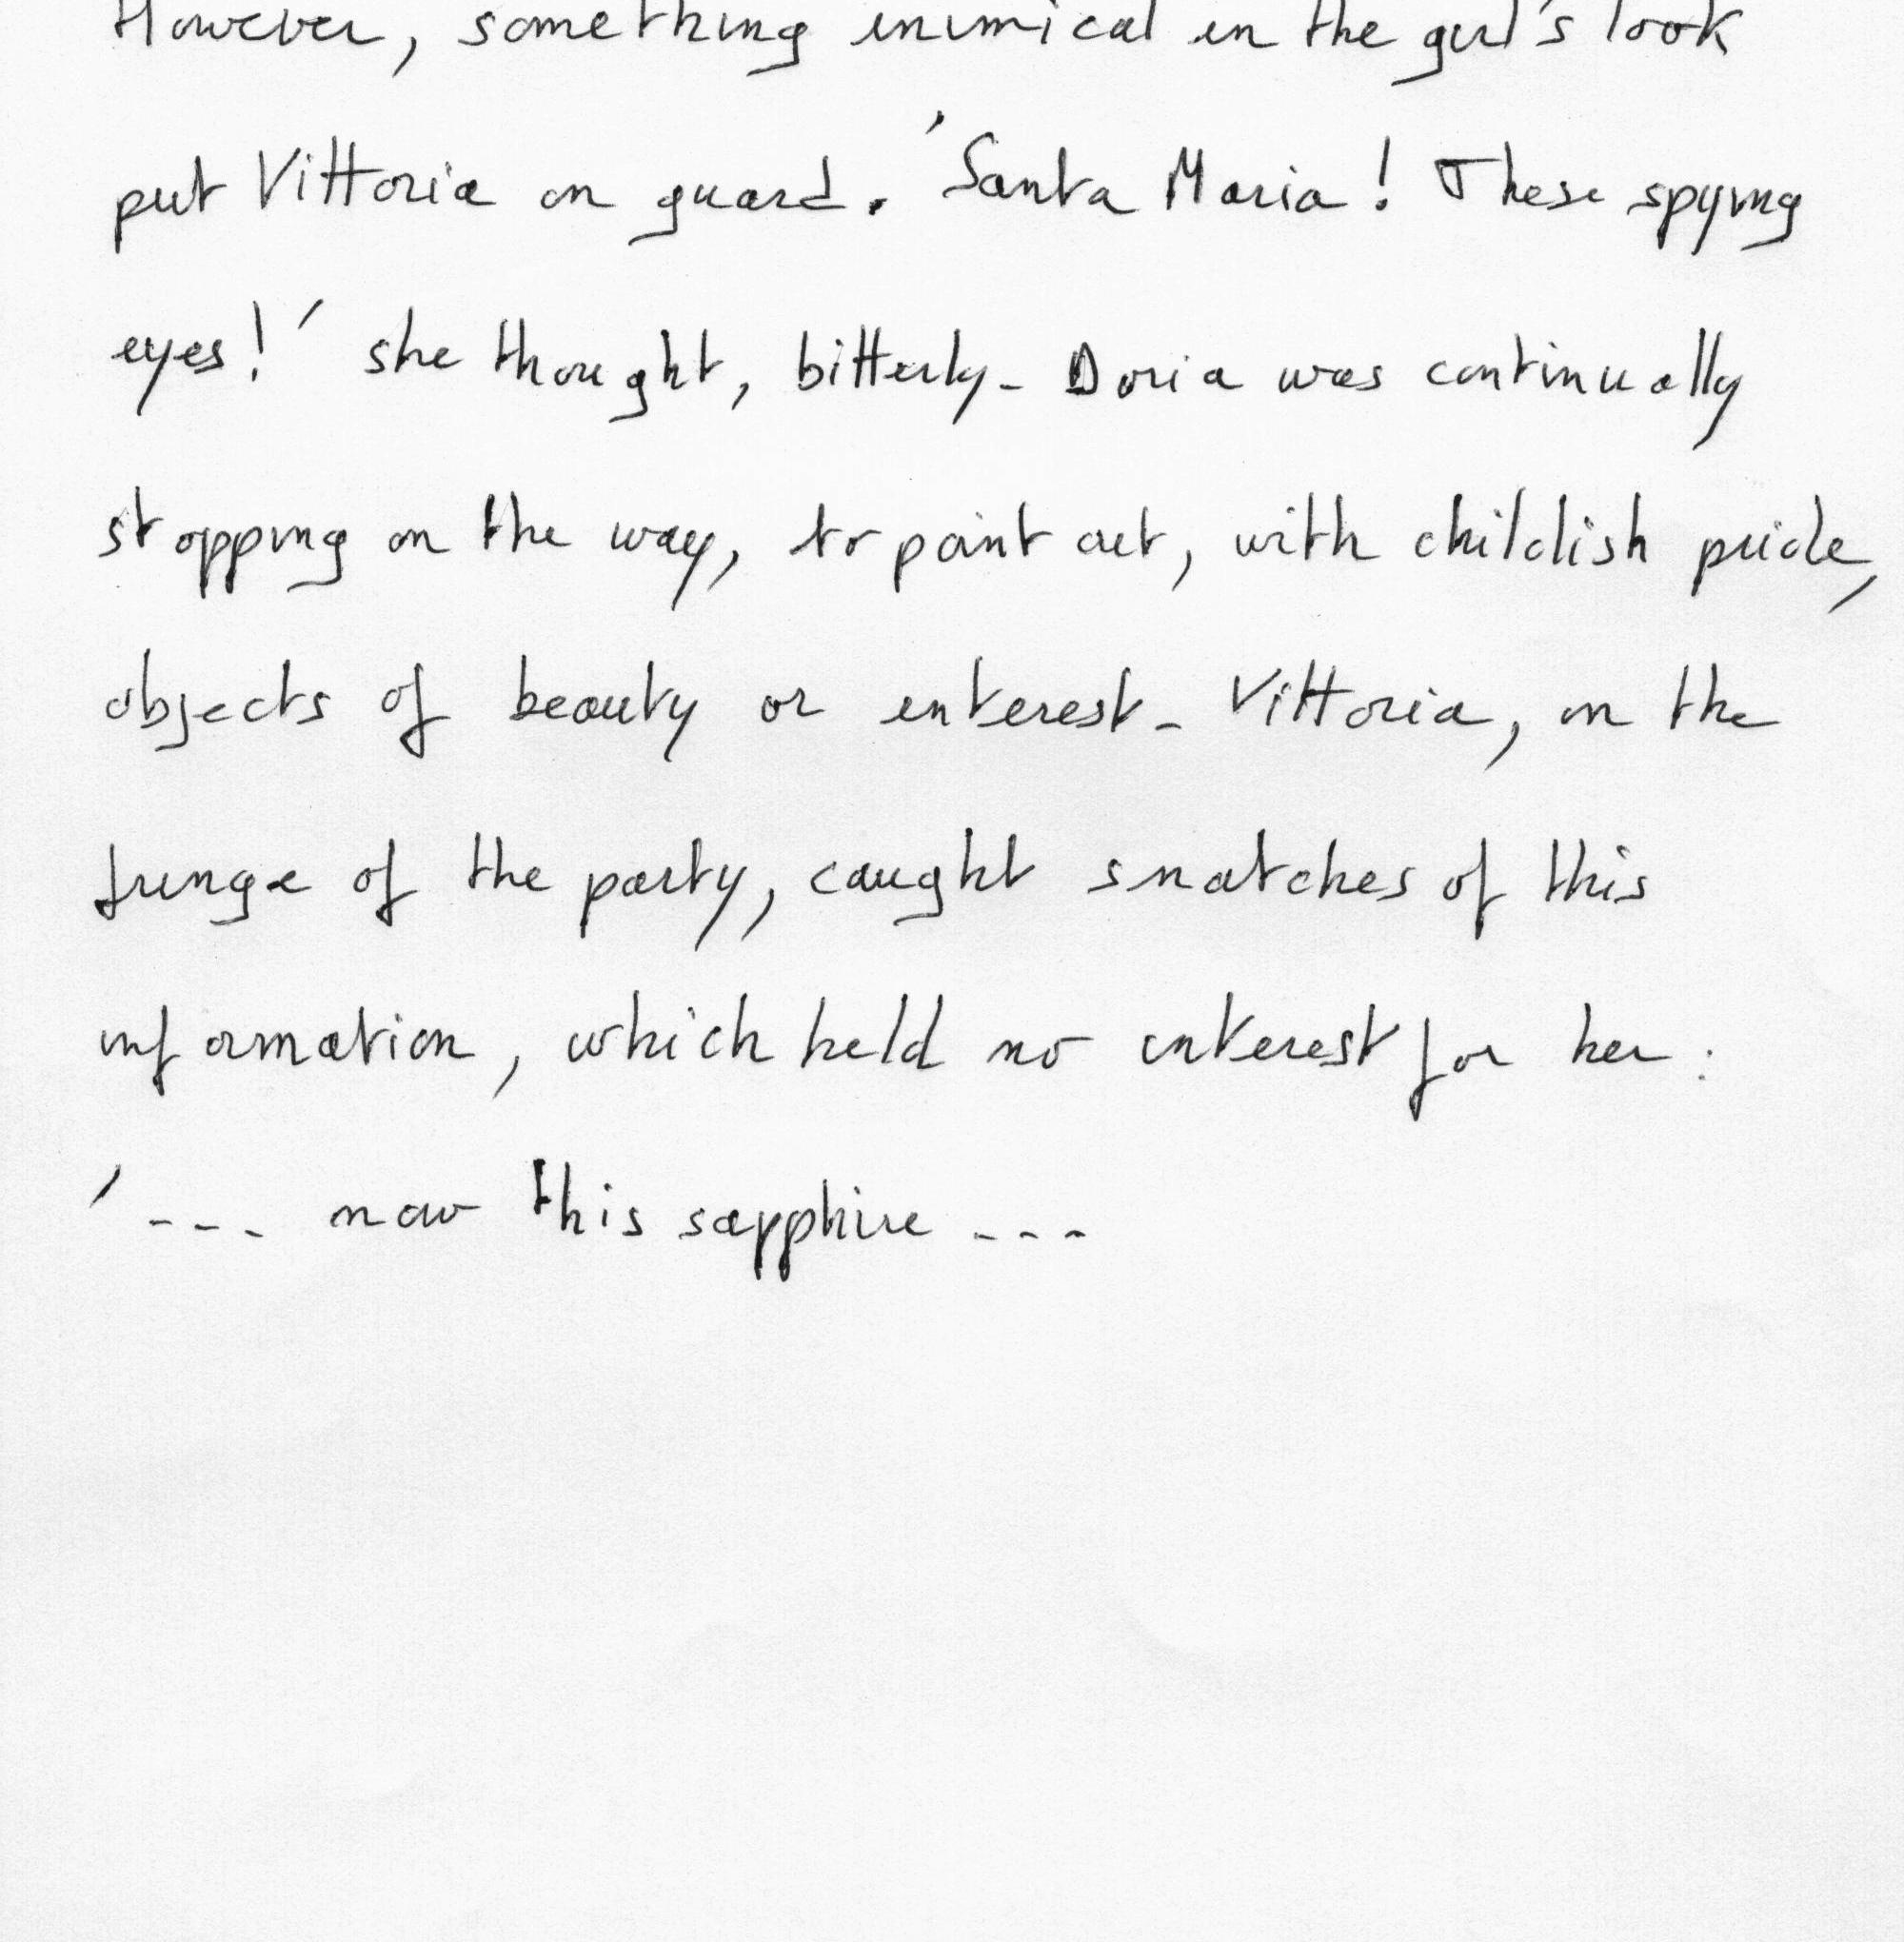 However, something inimical in the girl's look
put Vittoria on guard. 'Santa Maria! These spying
eyes!' she thought, bitterly. Doria was continually
stopping on the way, to point out, with childish pride,
objects of beauty or interest. Vittoria, on the
fringe of the party, caught snatches of this
information, which held no interest for her:
'... now this sapphire ...